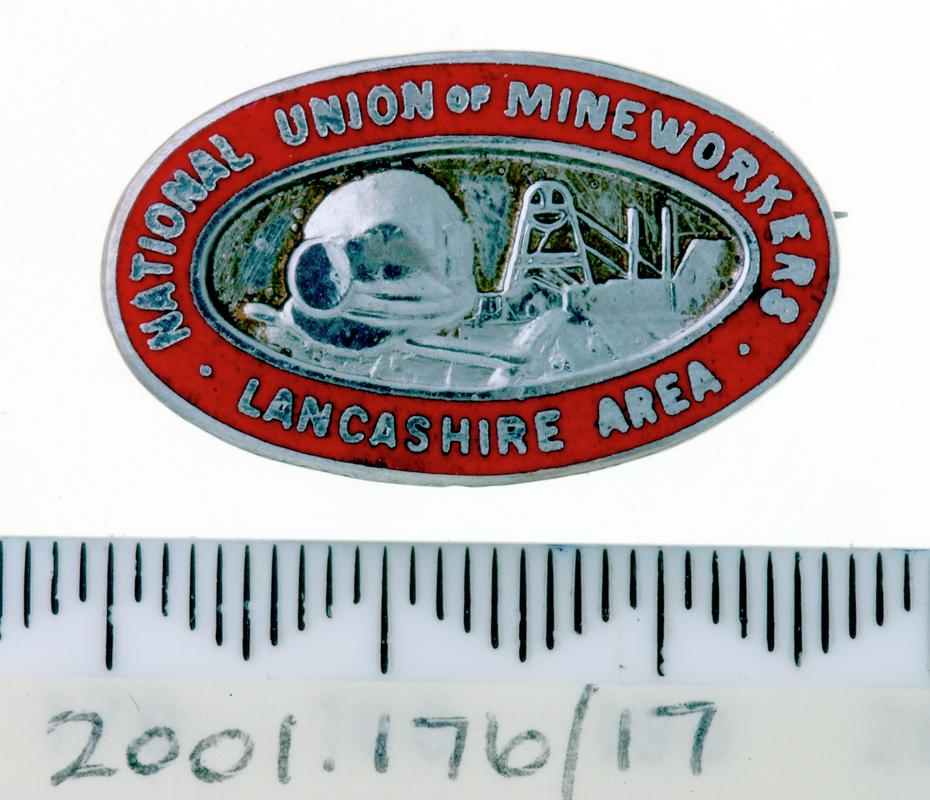 NATIONAL UNION OF MINEWORKERS
· LANCASHIRE AREA ·
2001.176/17